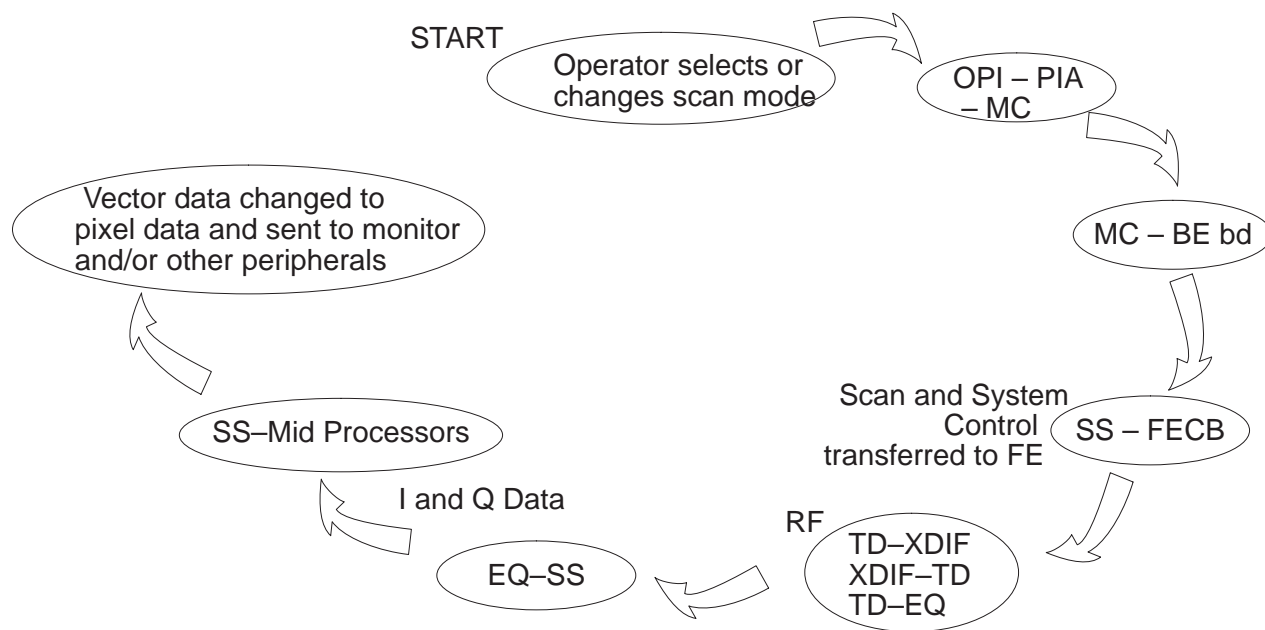 START
Operator selects or
changes scan mode
OPI – PIA
– MC
MC – BE bd
Scan and System
Control
transferred to FE
SS – FECB
RF
TD–XDIF
XDIF–TD
TD–EQ
EQ–SS
I and Q Data
SS–Mid Processors
Vector data changed to
pixel data and sent to monitor
and/or other peripherals